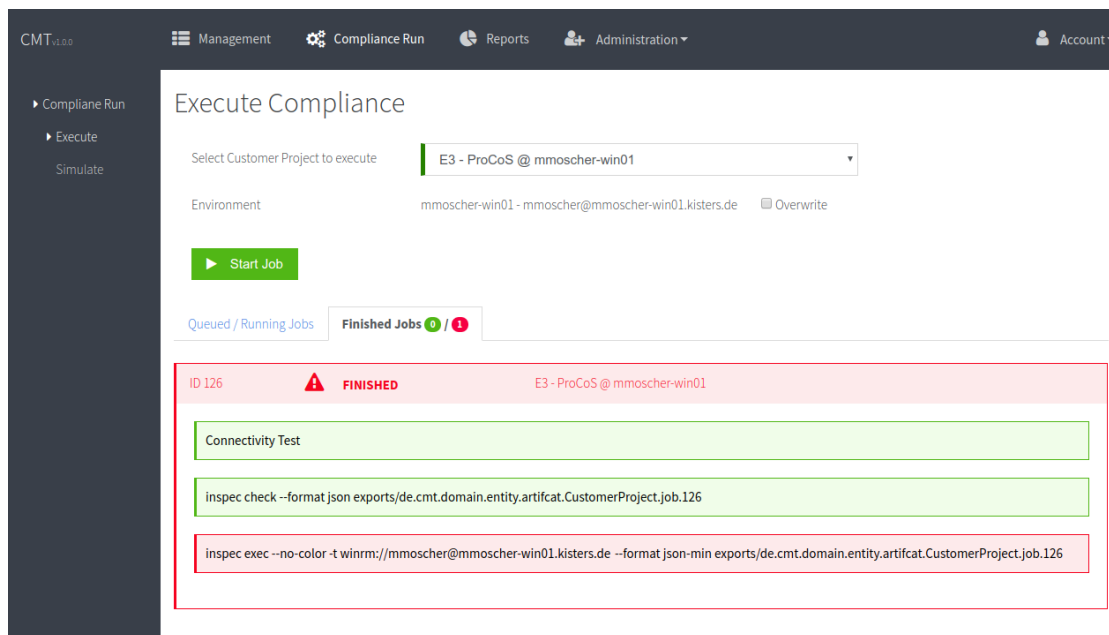 CMTv1.0.0
Management
Compliance Run
Reports
Administration
Account
Compliane Run
Execute
Simulate
Execute Compliance
Select Customer Project to execute
E3 - ProCoS @ mmoscher-win01
Environment
mmoscher-win01 - mmoscher@mmoscher-win01.kisters.de
Overwrite
Start Job
Queued / Running Jobs
Finished Jobs 0 / 1
ID 126
FINISHED
E3 - ProCoS @ mmoscher-win01
Connectivity Test
inspec check --format json exports/de.cmt.domain.entity.artifcat.CustomerProject.job.126
inspec exec --no-color -t winrm://mmoscher@mmoscher-win01.kisters.de --format json-min exports/de.cmt.domain.entity.artifcat.CustomerProject.job.126